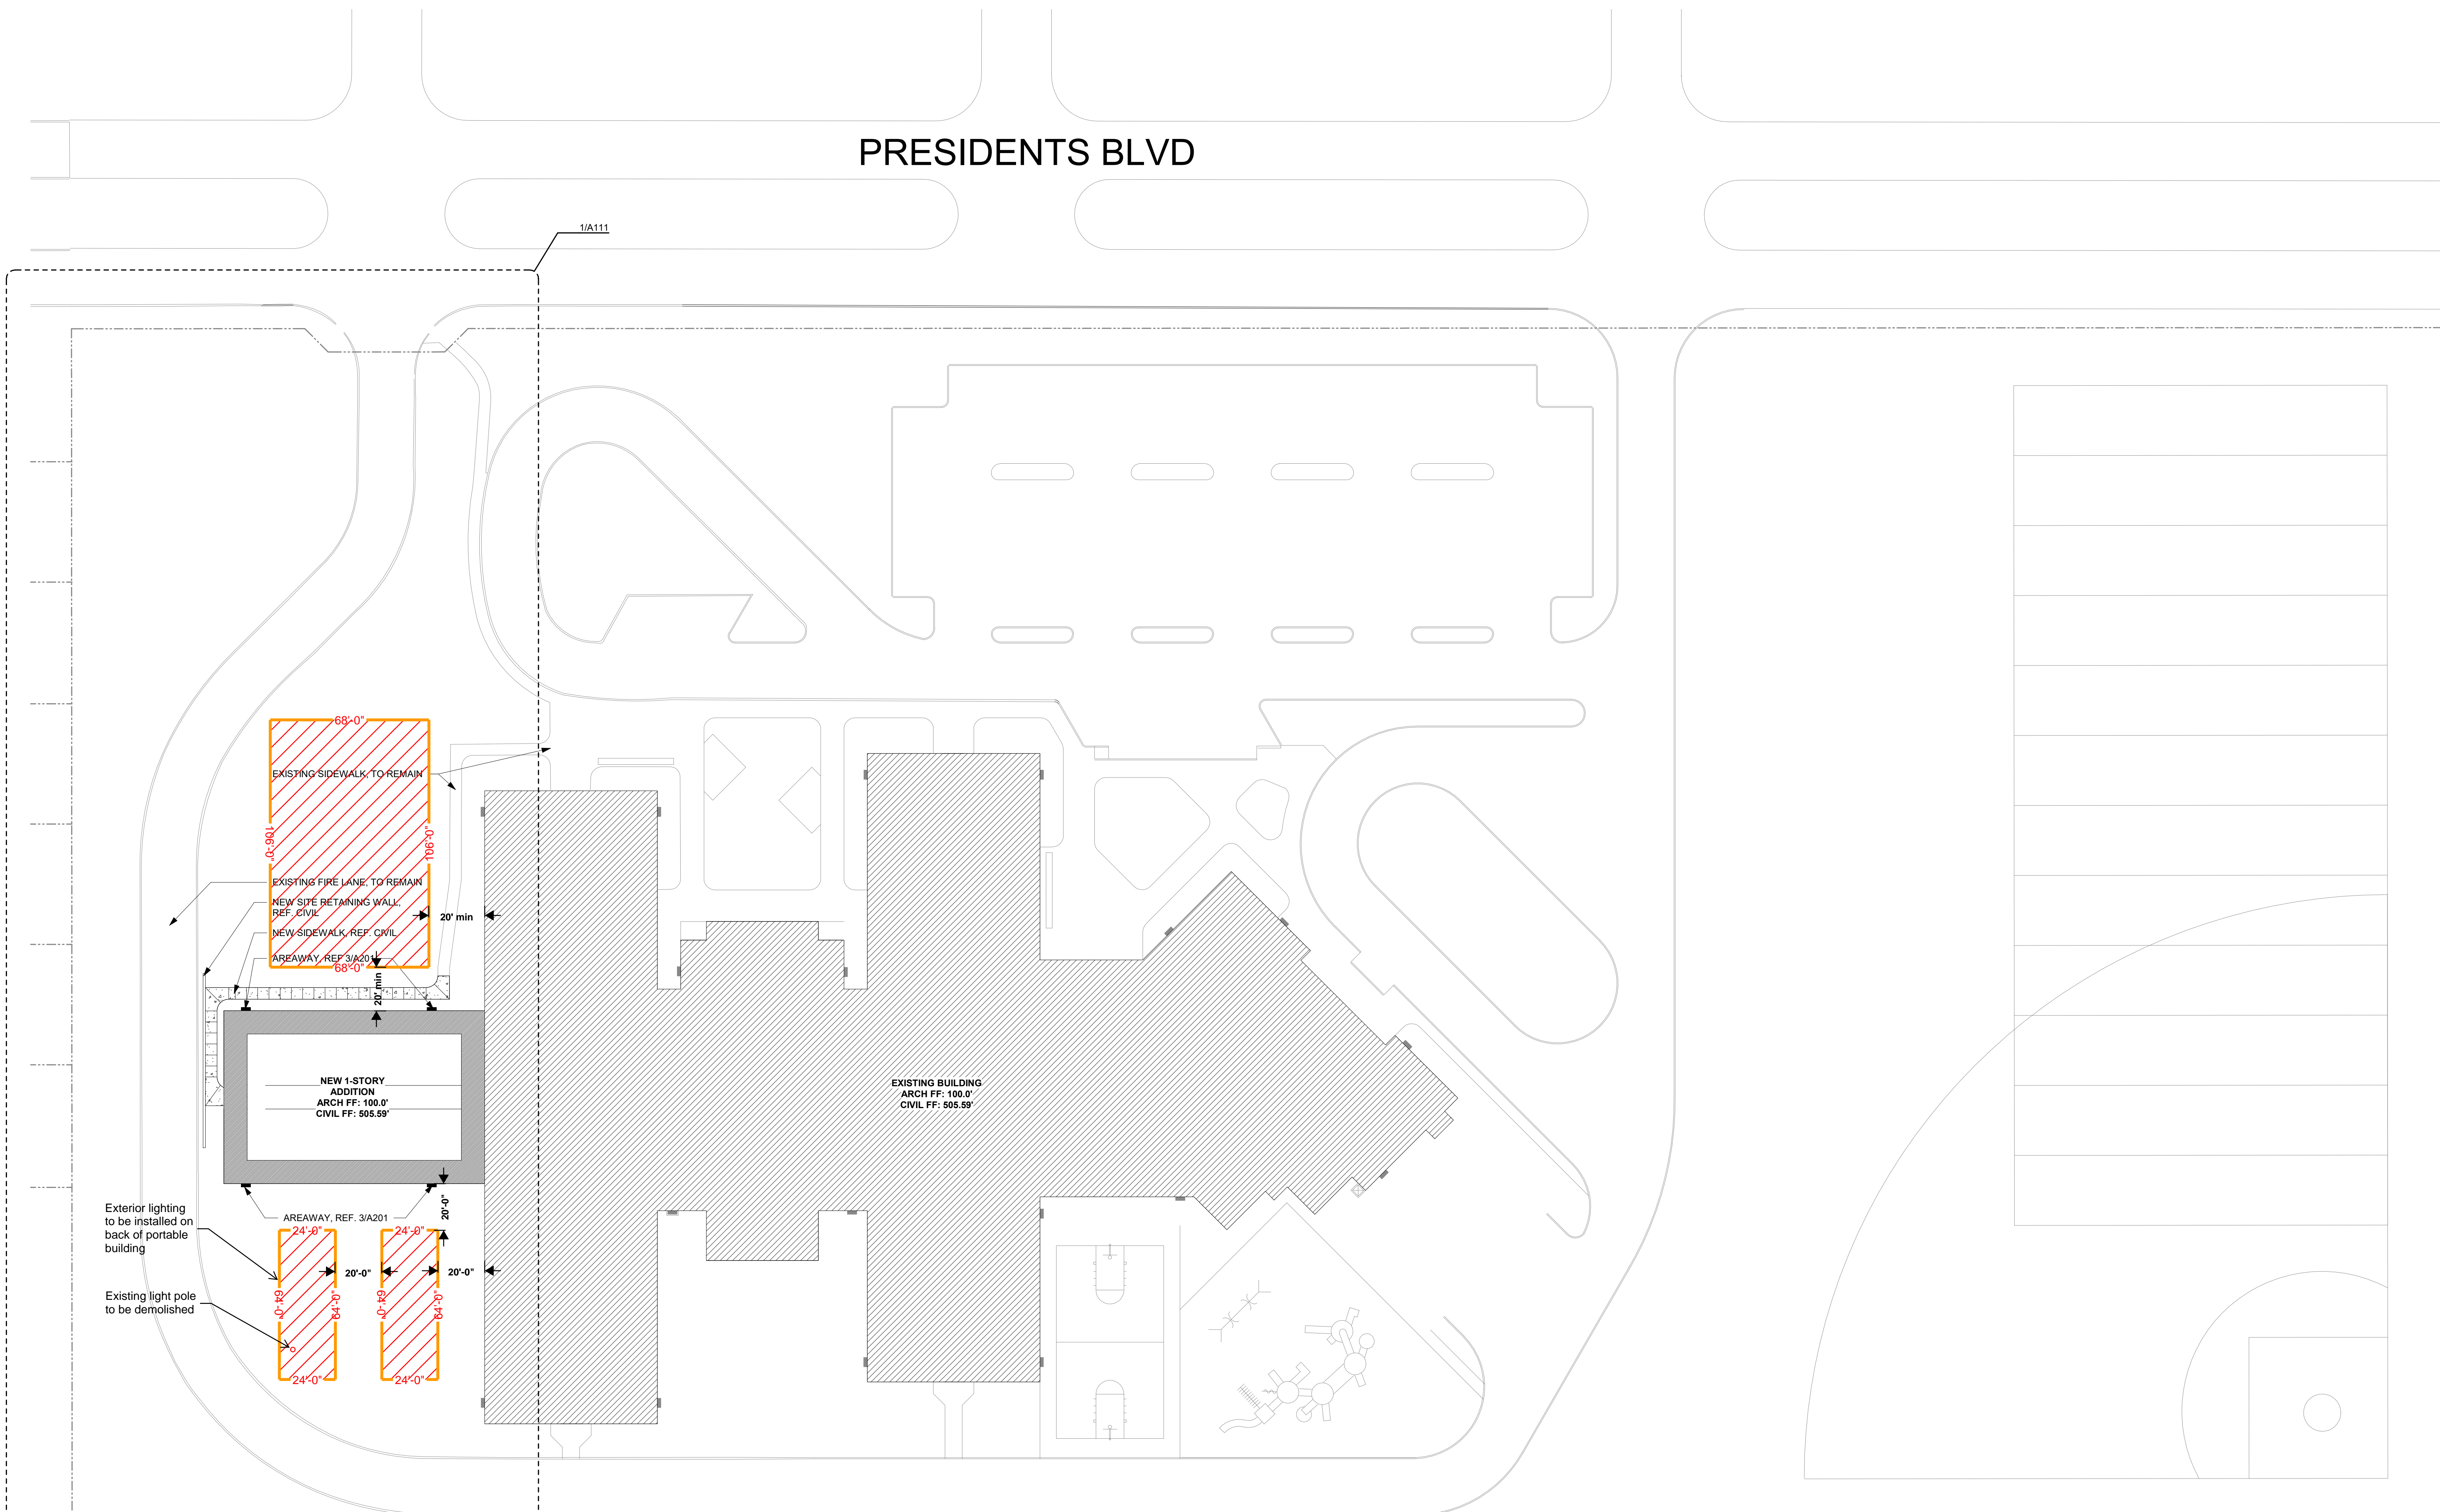 PRESIDENTS BLVD
1/A111
68'-0"
EXISTING SIDEWALK, TO REMAIN
106'-0"
106'-0"
EXISTING FIRE LANE, TO REMAIN
NEW SITE RETAINING WALL,
REF. CIVIL
20' min
NEW SIDEWALK, REF. CIVIL
AREAWAY, REF 3/A201
68'-0"
20' min
NEW 1-STORY
ADDITION
ARCH FF: 100.0'
CIVIL FF: 505.59'
EXISTING BUILDING
ARCH FF: 100.0'
CIVIL FF: 505.59'
20'-0"
Exterior lighting
to be installed on
back of portable
building
AREAWAY, REF. 3/A201
24'-0"
24'-0"
20'-0"
20'-0"
Existing light pole
to be demolished
64'-0"
64'-0"
64'-0"
64'-0"
24'-0"
24'-0"